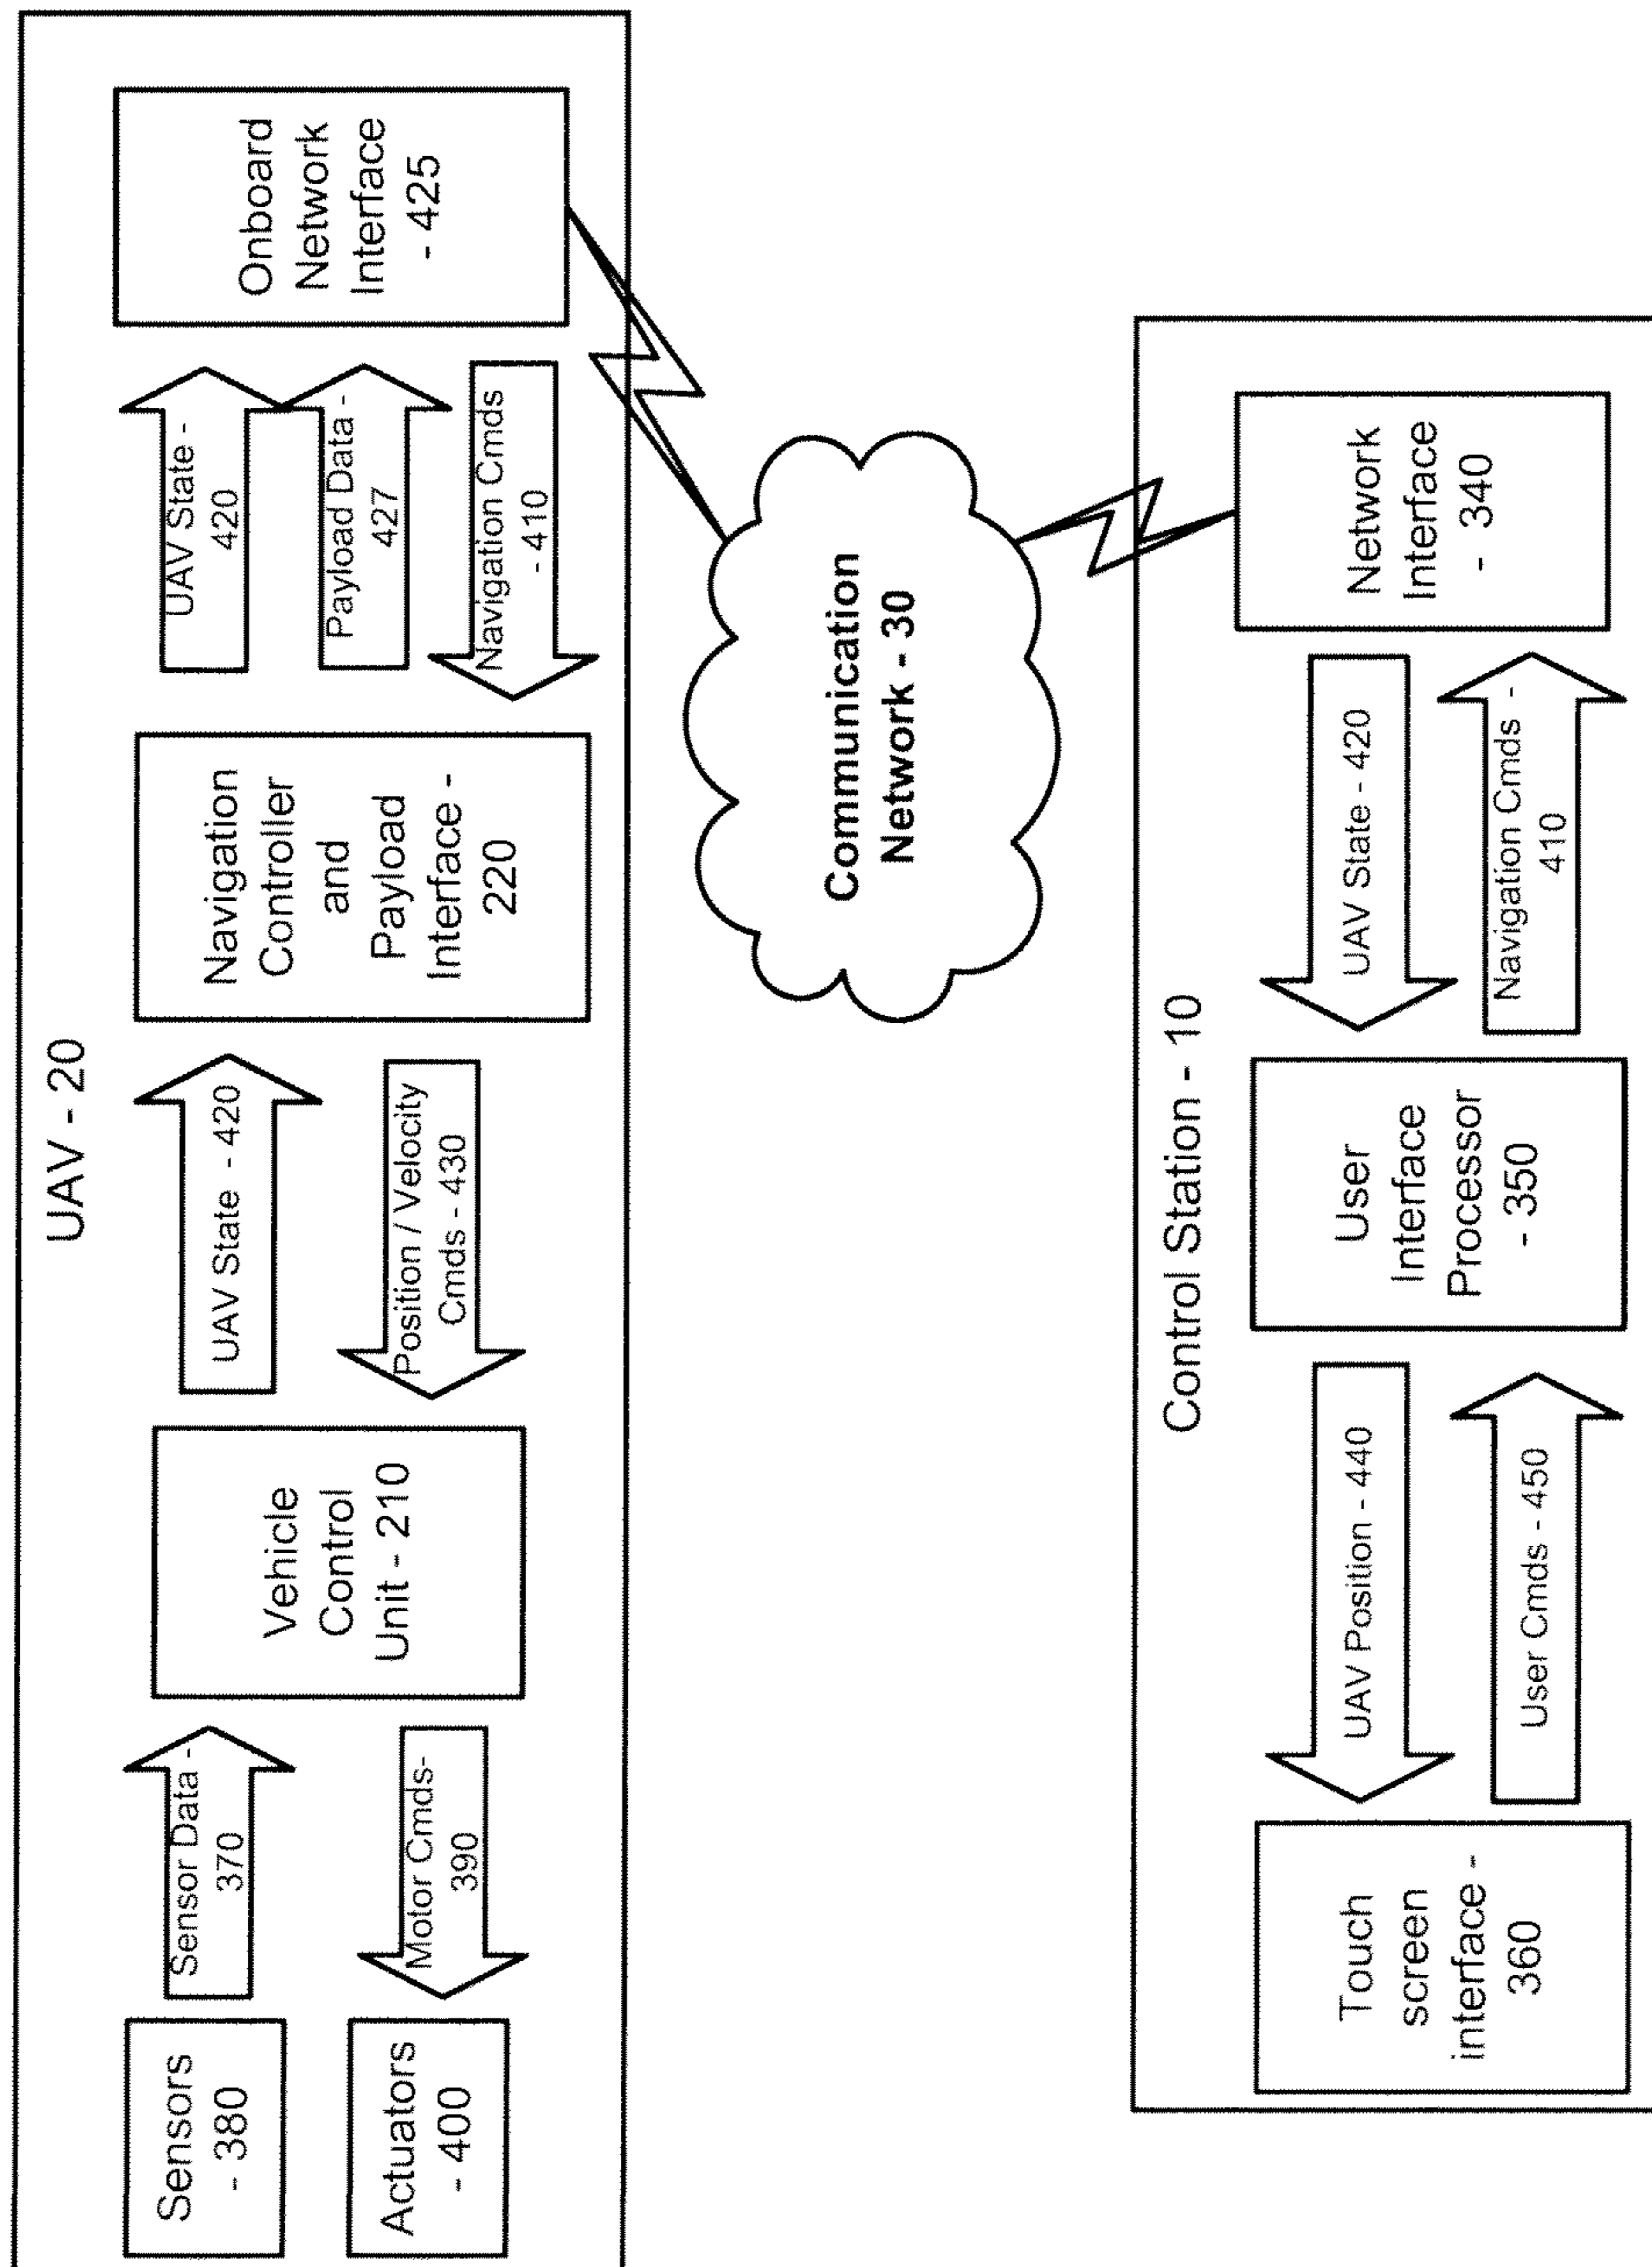 UAV - 20
Sensors
- 380
Actuators
- 400
Sensor Data -
370
Motor Cmds-
390
Vehicle
Control
Unit - 210
UAV State - 420
Position / Velocity
Cmds - 430
Navigation
Controller
and
Payload
Interface -
220
UAV State -
420
Payload Data -
427
Navigation Cmds
- 410
Onboard
Network
Interface
- 425
Communication
Network - 30
Control Station - 10
Touch
screen
interface -
360
UAV Position - 440
User Cmds - 450
User
Interface
Processor
- 350
UAV State - 420
Navigation Cmds -
410
Network
Interface
- 340